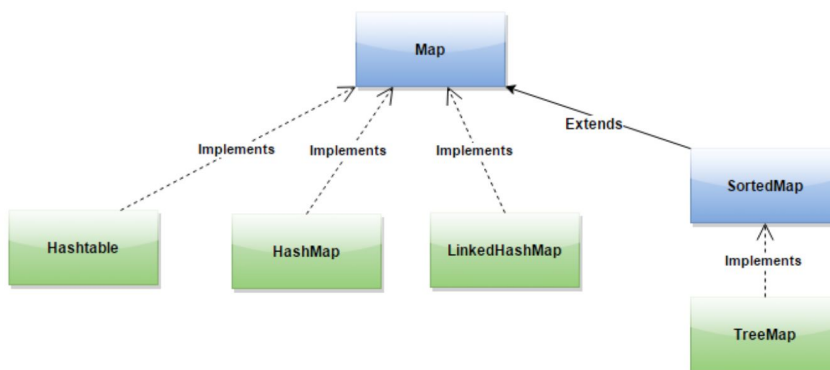 Map
Extends
Implements
Implements
Implements
SortedMap
Hashtable
HashMap
LinkedHashMap
Implements
TreeMap